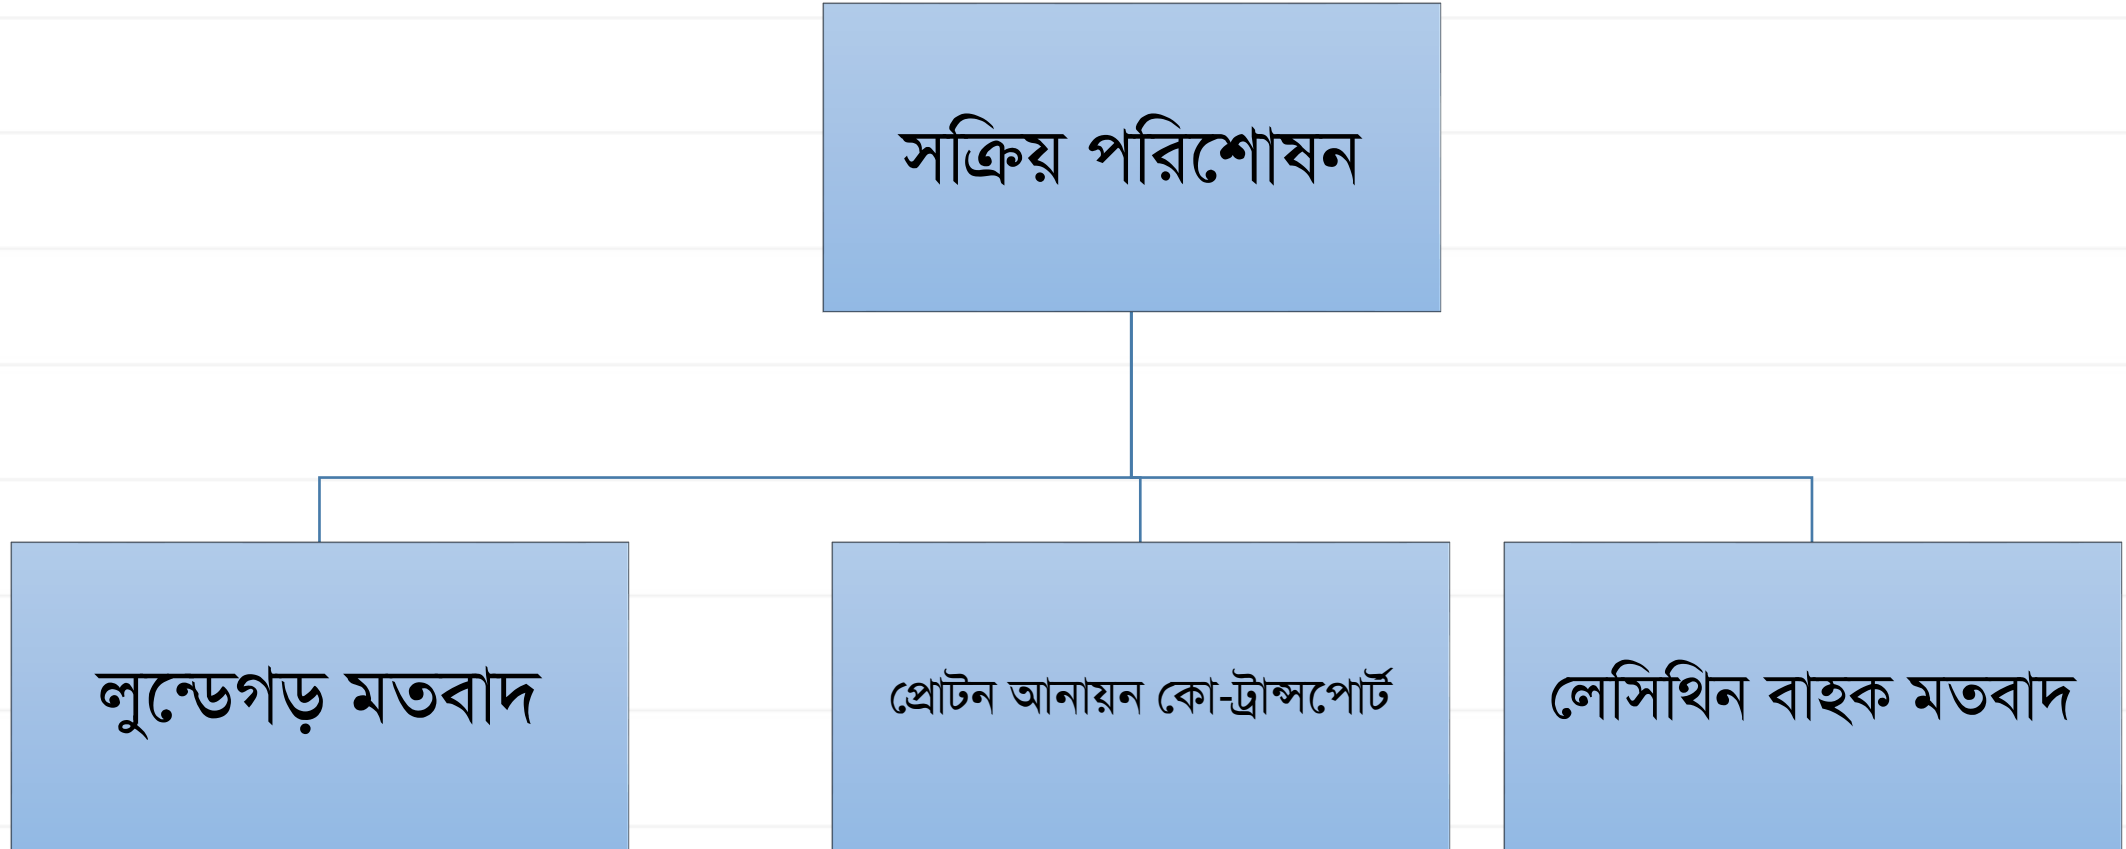 সক্রিয় পরিশোষন
লুন্ডেগড় মতবাদ
প্রোটন আনায়ন কো-ট্রান্সপোর্ট
লেসিথিন বাহক মতবাদ